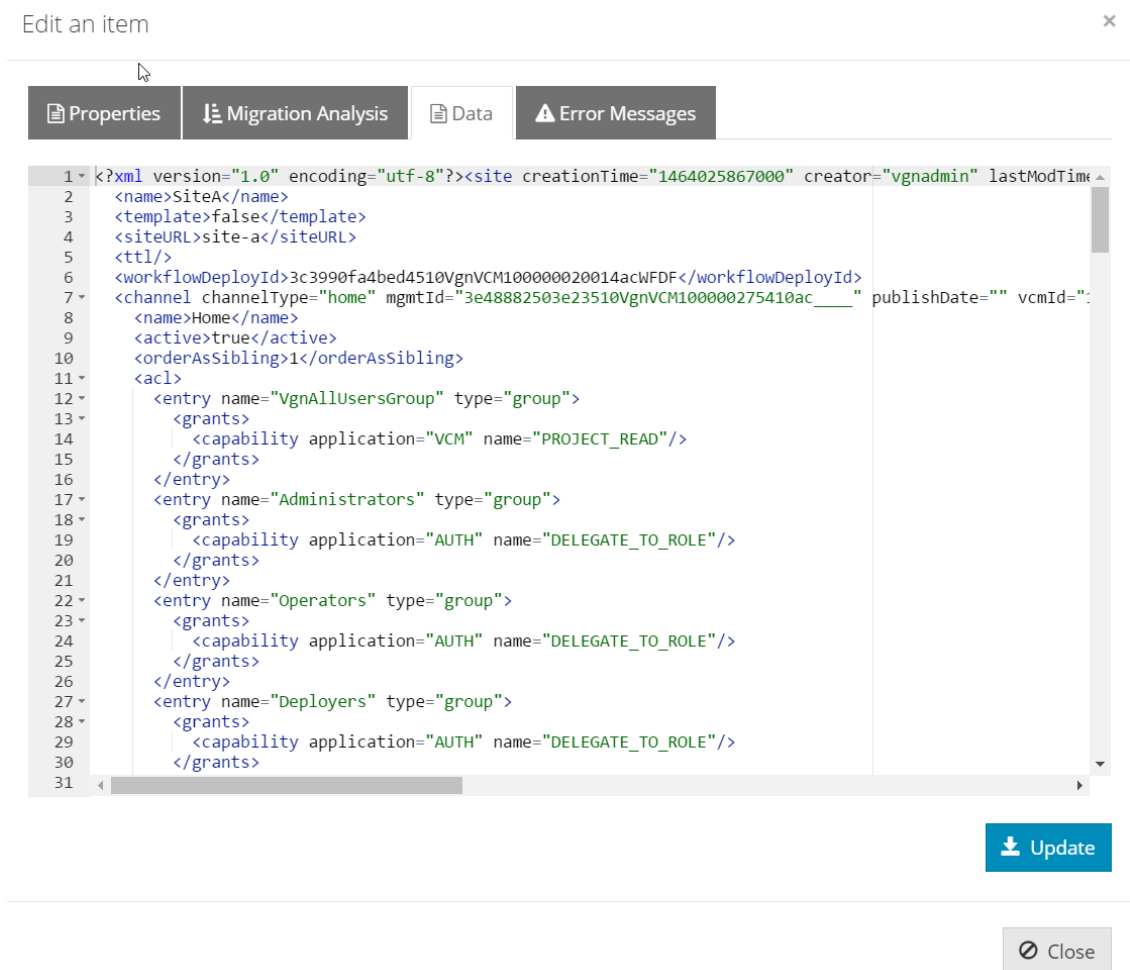 Edit an item
×
Properties Migration Analysis Data Error Messages
1 <?xml version="1.0" encoding="utf-8"?><site creationTime="1464025867000" creator="vgnadmin" lastModTime
2 <name>SiteA</name>
3 <template>false</template>
4 <siteURL>site-a</siteURL>
5 <ttl/>
6 <workflowDeployId>3c3990fa4bed4510VgnVCM100000020014acWFDF</workflowDeployId>
7 <channel channelType="home" mgmtId="3e48882503e23510VgnVCM100000275410ac____" publishDate="" vcmId="
8 <name>Home</name>
9 <active>true</active>
10 <orderAsSibling>1</orderAsSibling>
11 <acl>
12 <entry name="VgnAllUsersGroup" type="group">
13 <grants>
14 <capability application="VCM" name="PROJECT_READ"/>
15 </grants>
16 </entry>
17 <entry name="Administrators" type="group">
18 <grants>
19 <capability application="AUTH" name="DELEGATE_TO_ROLE"/>
20 </grants>
21 </entry>
22 <entry name="Operators" type="group">
23 <grants>
24 <capability application="AUTH" name="DELEGATE_TO_ROLE"/>
25 </grants>
26 </entry>
27 <entry name="Deployers" type="group">
28 <grants>
29 <capability application="AUTH" name="DELEGATE_TO_ROLE"/>
30 </grants>
31
Update
Close